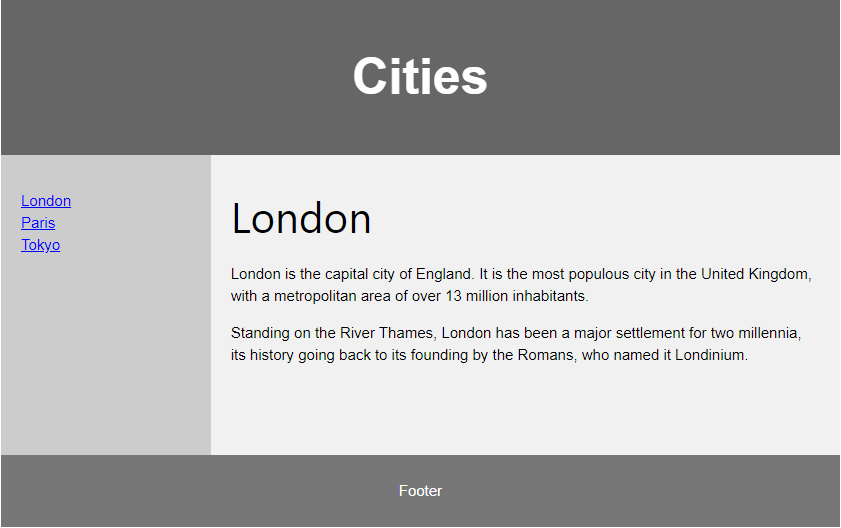 Cities
London
Paris
Tokyo
London
London is the capital city of England. It is the most populous city in the United Kingdom,
with a metropolitan area of over 13 million inhabitants.
Standing on the River Thames, London has been a major settlement for two millennia,
its history going back to its founding by the Romans, who named it Londinium.
Footer